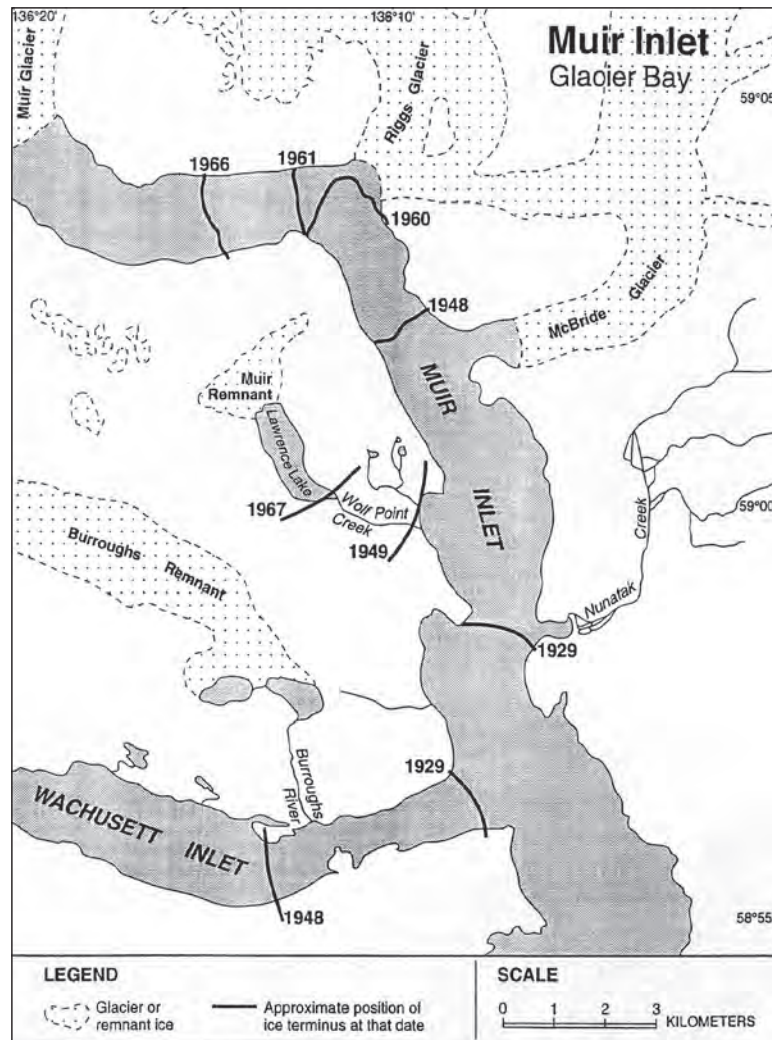 136°20'
136°10'
Muir Inlet
Glacier Bay
Muir Glacier
Riggs Glacier
59°05'
1966
1961
1960
1948
McBride Glacier
MUIR
INLET
Muir
Remnant
Lawrence Lake
Wolf Point
Creek
1967
1949
59°00'
Nunatak Creek
Burroughs Remnant
1929
Burroughs
River
1929
WACHUSETT INLET
1948
58°55'
LEGEND
Glacier or
remnant ice
Approximate position of
ice terminus at that date
SCALE
0 1 2 3
KILOMETERS